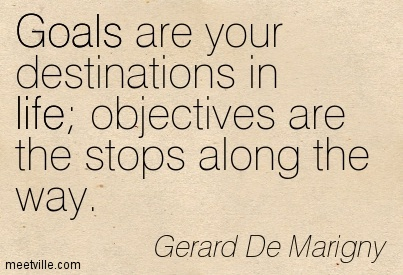 Goals are your
destinations in
life; objectives are
the stops along the
way.
Gerard De Marigny
meetville.com